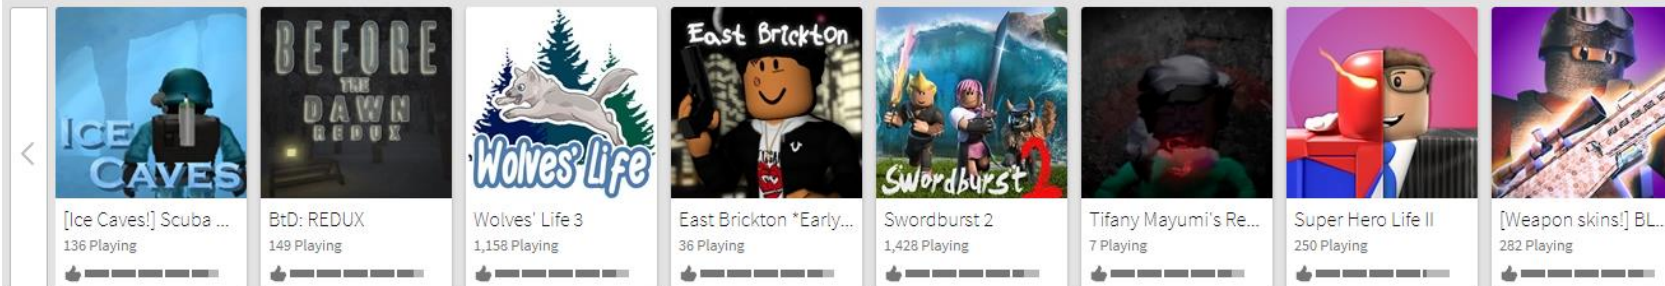 ICE
CAVES
[Ice Caves!] Scuba ...
136 Playing
BEFORE
THE
DAWN
REDUX
BtD: REDUX
149 Playing
Wolves' Life
Wolves' Life 3
1,158 Playing
East Brickton
East Brickton *Early...
36 Playing
Swordburst 2
Swordburst 2
1,428 Playing
Tifany Mayumi's Re...
7 Playing
Super Hero Life II
250 Playing
[Weapon skins!] BL...
282 Playing